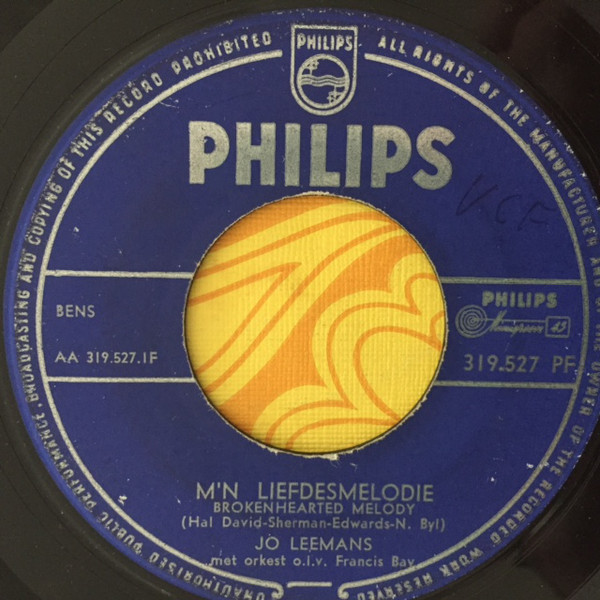 UNAUTHORISED PUBLIC PERFORMANCE, BROADCASTING AND COPYING OF THIS RECORD PROHIBITED
PHILIPS
ALL RIGHTS OF THE MANUFACTURER AND OF THE OWNER OF THE RECORDED WORK RESERVED
PHILIPS
BENS
PHILIPS
Minigroove 45
AA 319.527.1F
319.527 PF
M'N LIEFDESMELODIE
BROKENHEARTED MELODY
(Hal David-Sherman-Edwards-N. Byl)
JO LEEMANS
met orkest o.l.v. Francis Bay